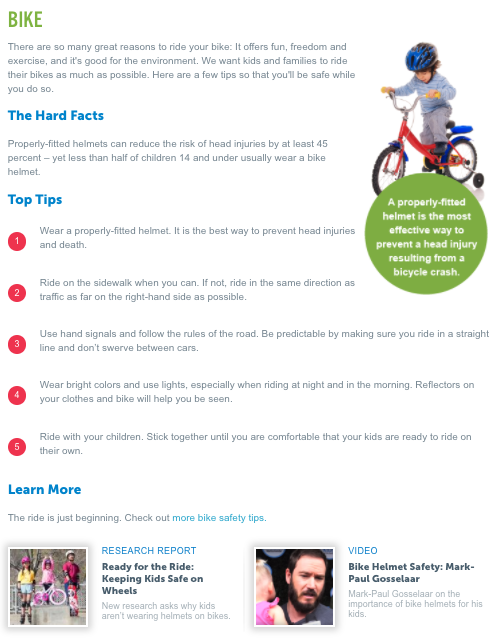 BIKE
There are so many great reasons to ride your bike: It offers fun, freedom and
exercise, and it's good for the environment. We want kids and families to ride
their bikes as much as possible. Here are a few tips so that you'll be safe while
you do so.
The Hard Facts
Properly-fitted helmets can reduce the risk of head injuries by at least 45
percent – yet less than half of children 14 and under usually wear a bike
helmet.
A properly-fitted
helmet is the most
effective way to
prevent a head injury
resulting from a
bicycle crash.
Top Tips
1
Wear a properly-fitted helmet. It is the best way to prevent head injuries
and death.
2
Ride on the sidewalk when you can. If not, ride in the same direction as
traffic as far on the right-hand side as possible.
3
Use hand signals and follow the rules of the road. Be predictable by making sure you ride in a straight
line and don't swerve between cars.
4
Wear bright colors and use lights, especially when riding at night and in the morning. Reflectors on
your clothes and bike will help you be seen.
5
Ride with your children. Stick together until you are comfortable that your kids are ready to ride on
their own.
Learn More
The ride is just beginning. Check out more bike safety tips.
RESEARCH REPORT
Ready for the Ride:
Keeping Kids Safe on
Wheels
New research asks why kids
aren't wearing helmets on bikes.
VIDEO
Bike Helmet Safety: Mark-
Paul Gosselaar
Mark-Paul Gosselaar on the
importance of bike helmets for his
kids.